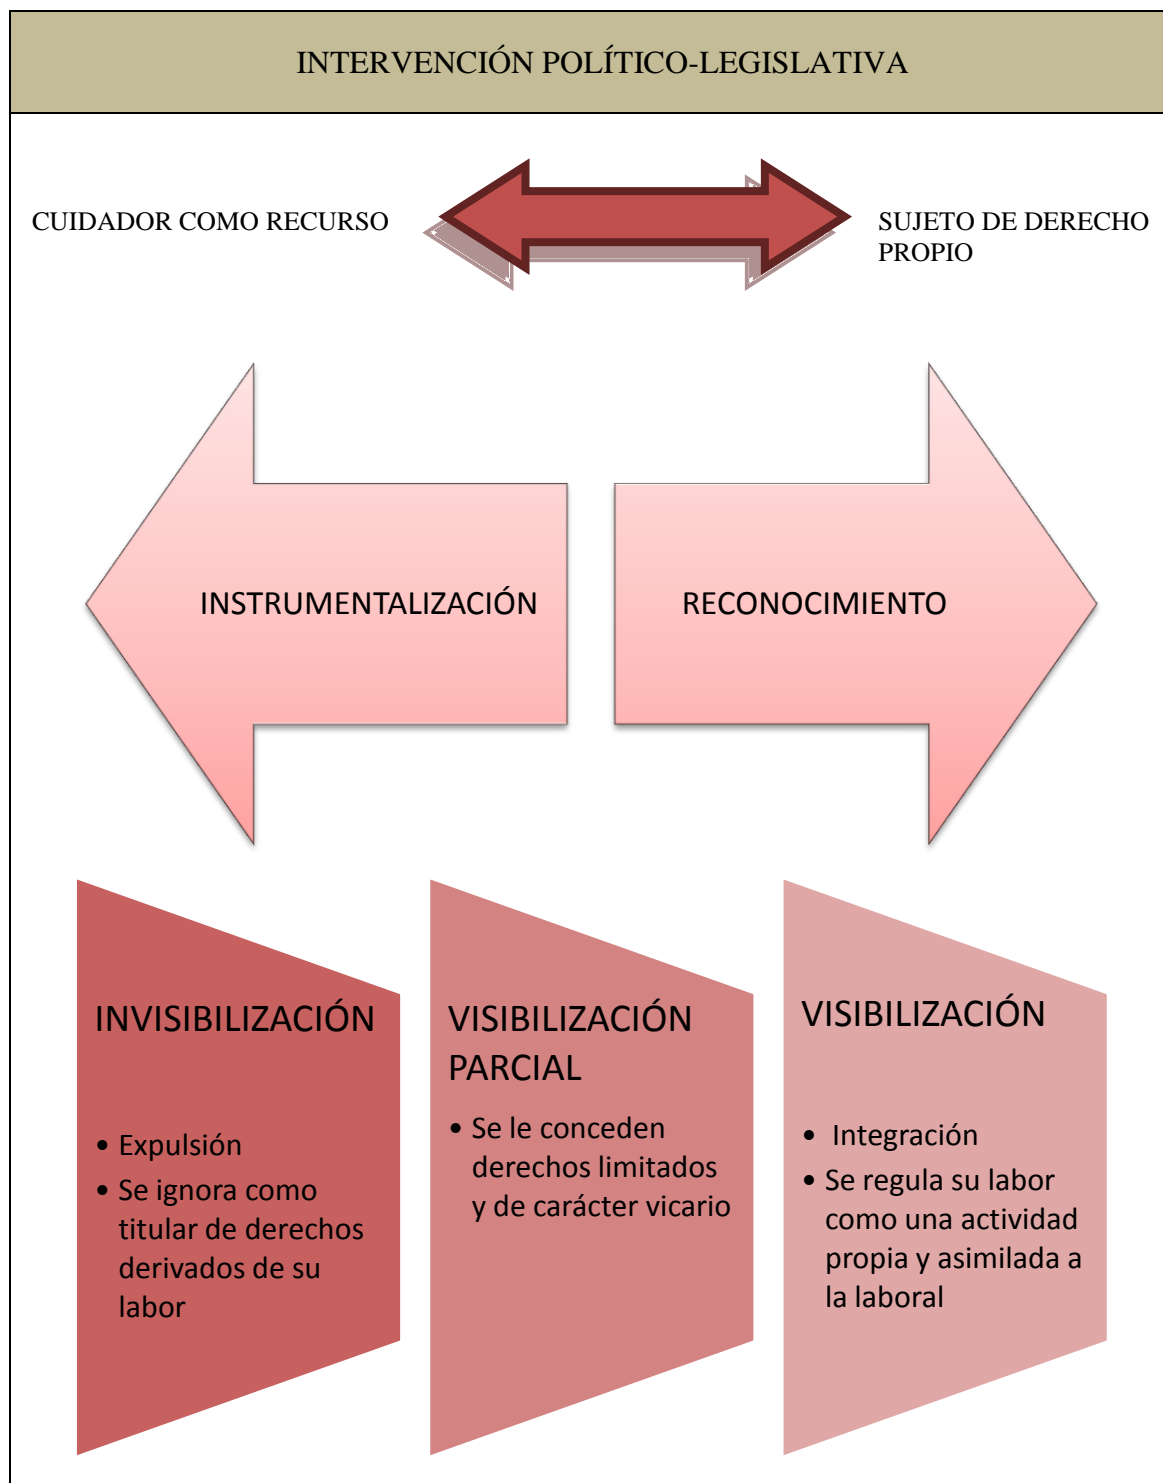 INTERVENCIÓN POLÍTICO-LEGISLATIVA
CUIDADOR COMO RECURSO
SUJETO DE DERECHO
PROPIO
INSTRUMENTALIZACIÓN
RECONOCIMIENTO
INVISIBILIZACIÓN
• Expulsión
• Se ignora como
titular de derechos
derivados de su
labor
VISIBILIZACIÓN
PARCIAL
• Se le conceden
derechos limitados
y de carácter vicario
VISIBILIZACIÓN
• Integración
• Se regula su labor
como una actividad
propia y asimilada a
la laboral